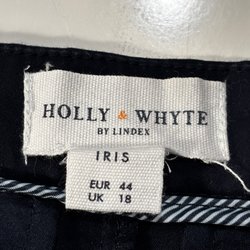 HOLLY & WHYTE
BY LINDEX
IRIS
EUR 44
UK 18